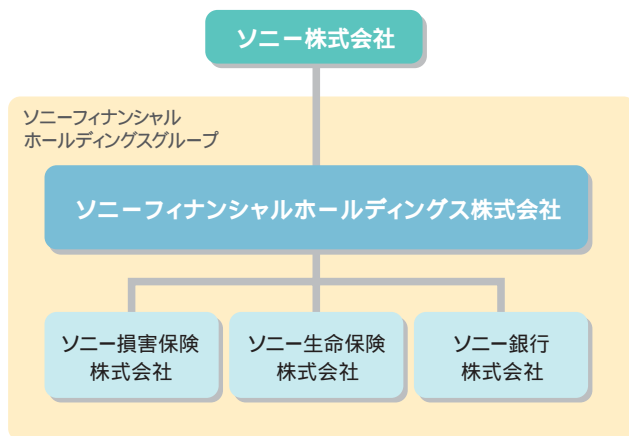 ソニー株式会社
ソニーフィナンシャル
ホールディングスグループ
ソニーフィナンシャルホールディングス株式会社
ソニー損害保険
株式会社
ソニー生命保険
株式会社
ソニー銀行
株式会社